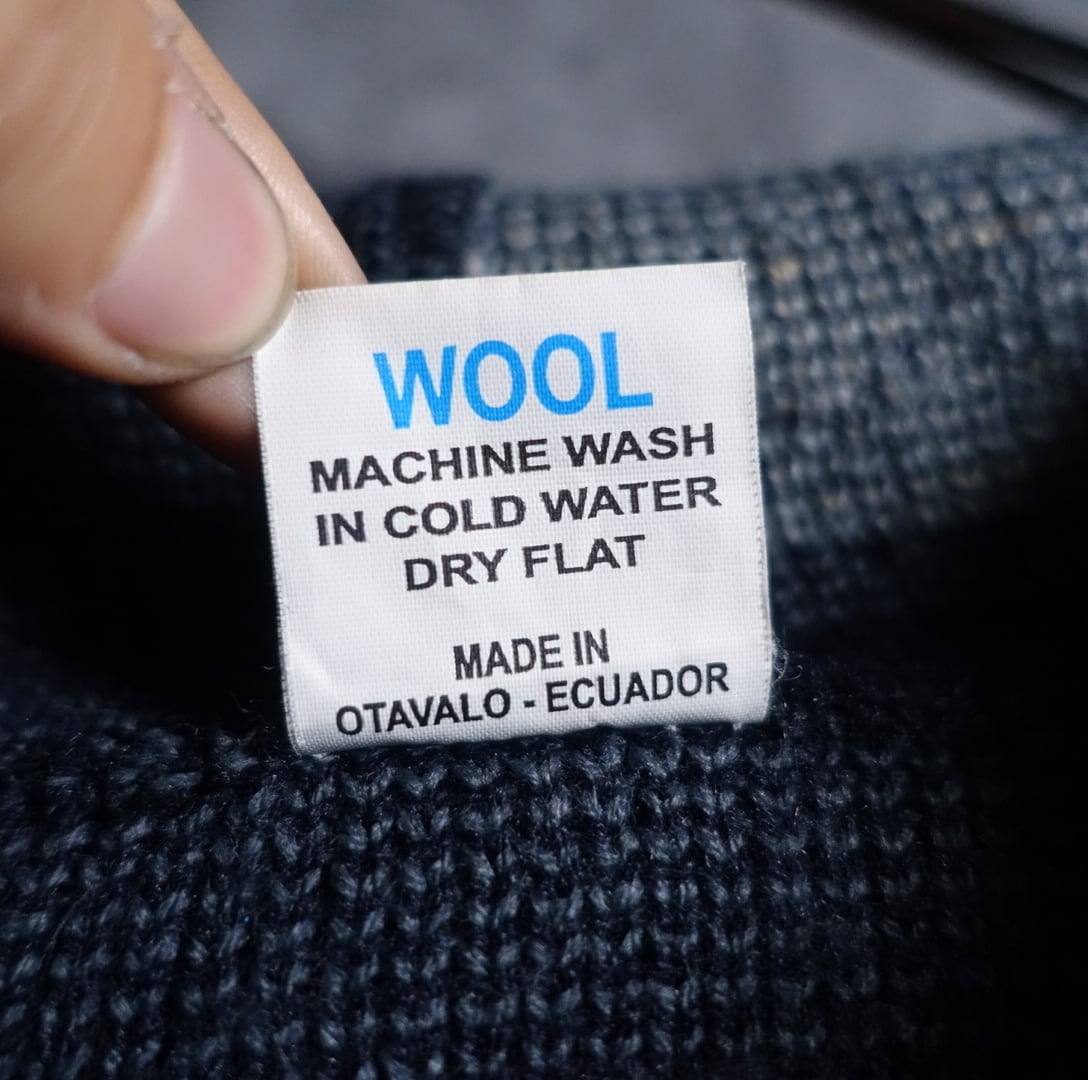 WOOL
MACHINE WASH
IN COLD WATER
DRY FLAT
MADE IN
OTAVALO - ECUADOR